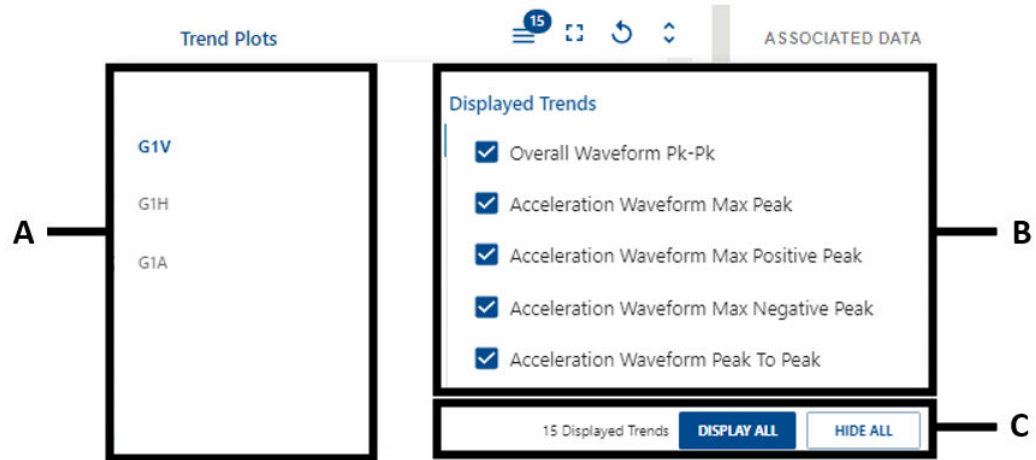 15
Trend Plots
ASSOCIATED DATA
A
G1V
G1H
G1A
B
Displayed Trends
Overall Waveform Pk-Pk
Acceleration Waveform Max Peak
Acceleration Waveform Max Positive Peak
Acceleration Waveform Max Negative Peak
Acceleration Waveform Peak To Peak
15 Displayed Trends DISPLAY ALL HIDE ALL
C